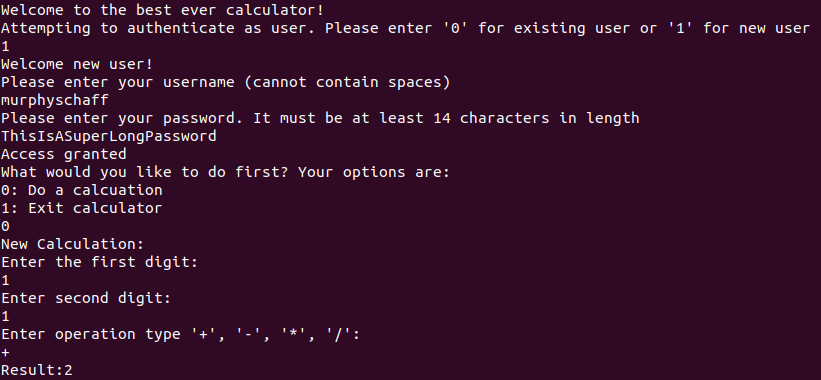 Welcome to the best ever calculator!
Attempting to authenticate as user. Please enter '0' for existing user or '1' for new user
1
Welcome new user!
Please enter your username (cannot contain spaces)
murphyschaff
Please enter your password. It must be at least 14 characters in length
ThisIsASuperLongPassword
Access granted
What would you like to do first? Your options are:
0: Do a calcuation
1: Exit calculator
0
New Calculation:
Enter the first digit:
1
Enter second digit:
1
Enter operation type '+', '-', '*', '/':
+
Result:2